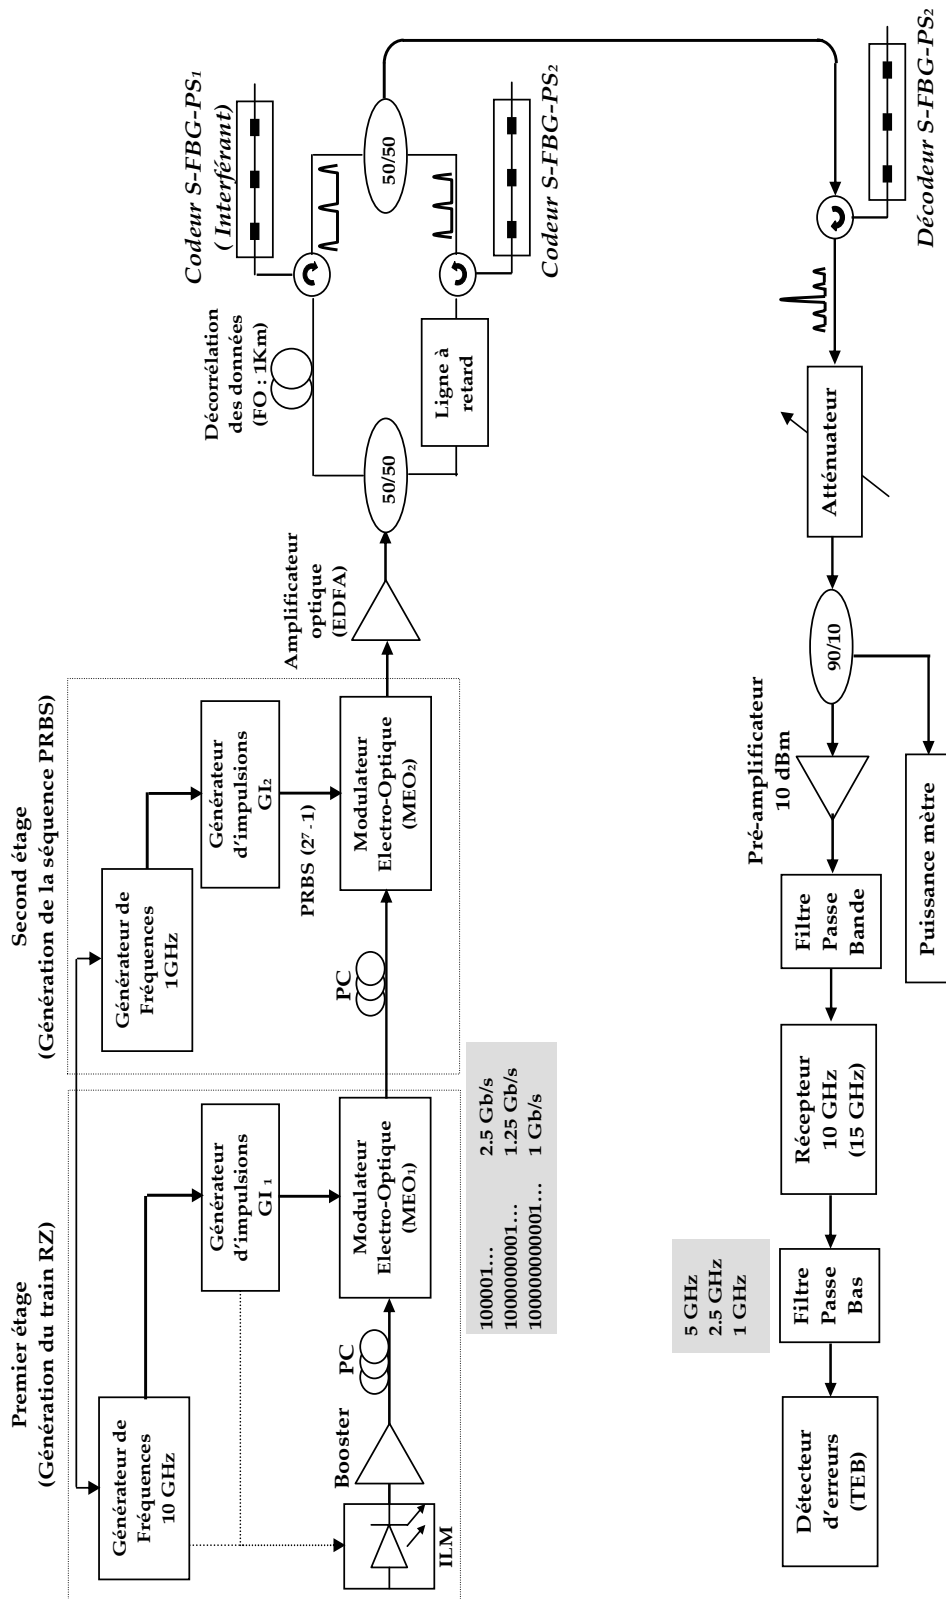 Premier étage
(Génération du train RZ)
Second étage
(Génération de la séquence PRBS)
Générateur de
Fréquences
10 GHz
Générateur
d'impulsions
GI 1
Modulateur
Electro-Optique
(MEO1)
ILM
Booster
PC
Générateur de
Fréquences
1GHz
Générateur
d'impulsions
GI2
PRBS (2⁷ - 1)
Modulateur
Electro-Optique
(MEO2)
PC
100001... 2.5 Gb/s
1000000001... 1.25 Gb/s
10000000001... 1 Gb/s
Amplificateur
optique
(EDFA)
50/50
Décorrélation
des données
(FO : 1Km)
Ligne à
retard
Codeur S-FBG-PS1
( Interférant)
Codeur S-FBG-PS2
50/50
Décodeur S-FBG-PS2
Atténuateur
90/10
Puissance mètre
Pré-amplificateur
10 dBm
Filtre
Passe
Bande
Récepteur
10 GHz
(15 GHz)
5 GHz
2.5 GHz
1 GHz
Filtre
Passe
Bas
Détecteur
d'erreurs
(TEB)